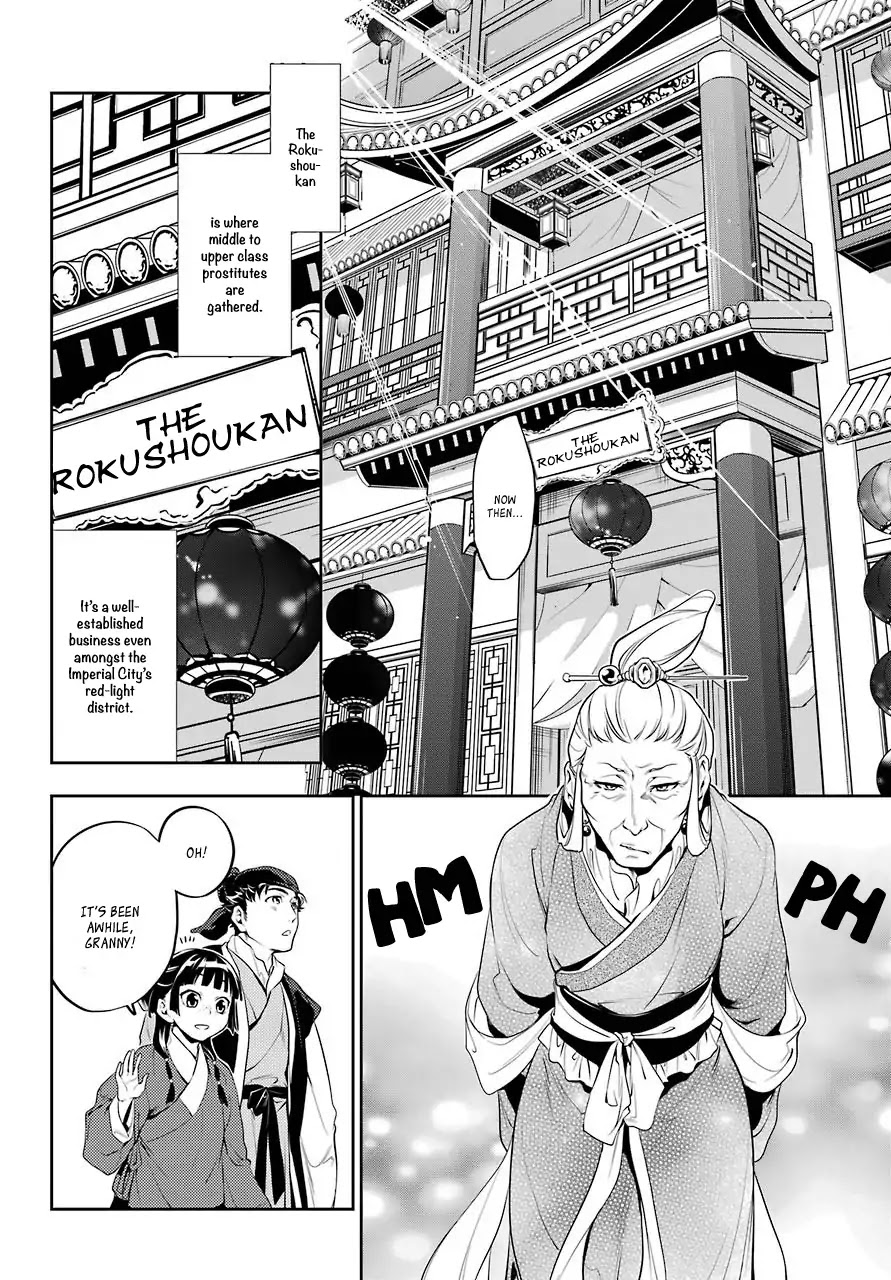 The
Roku-
shou-
kan
is where
middle to
upper class
prostitutes
are
gathered.
THE
ROKUSHOUKAN
It's a well-
established
business even
amongst the
Imperial City's
red-light
district.
THE
ROKUSHOUKAN
NOW
THEN...
OH!
IT'S BEEN
AWHILE,
GRANNY!
HM
PH